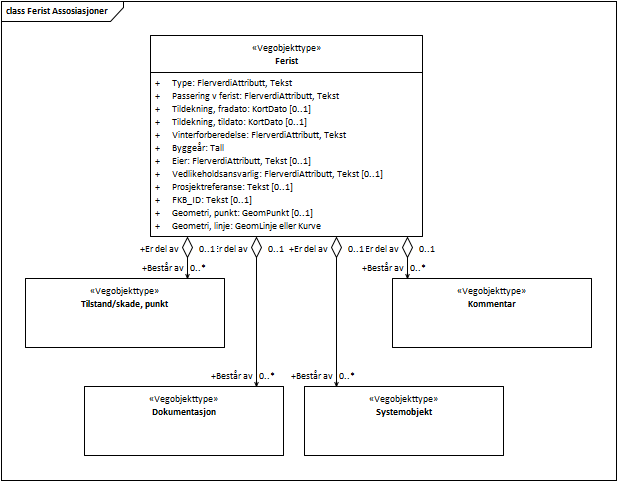 class Ferist Assosiasjoner
«Vegobjekttype»
Ferist
+ Type: FlerverdiAttributt, Tekst
+ Passering v ferist: FlerverdiAttributt, Tekst
+ Tildekning, fradato: KortDato [0..1]
+ Tildekning, tildato: KortDato [0..1]
+ Vinterforberedelse: FlerverdiAttributt, Tekst
+ Byggeår: Tall
+ Eier: FlerverdiAttributt, Tekst [0..1]
+ Vedlikeholdsansvarlig: FlerverdiAttributt, Tekst [0..1]
+ Prosjektreferanse: Tekst [0..1]
+ FKB_ID: Tekst [0..1]
+ Geometri, punkt: GeomPunkt [0..1]
+ Geometri, linje: GeomLinje eller Kurve
+Er del av 0..1 Er del av 0..1 +Er del av 0..1 Er del av 0..1
+Består av 0..* +Består av 0..*
«Vegobjekttype»
Tilstand/skade, punkt
«Vegobjekttype»
Kommentar
+Består av 0..* +Består av 0..*
«Vegobjekttype»
Dokumentasjon
«Vegobjekttype»
Systemobjekt